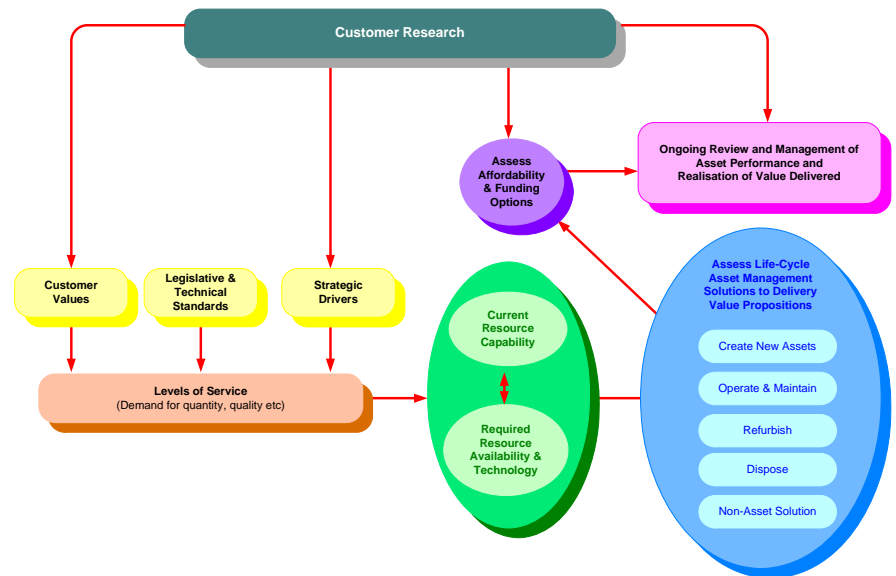 Customer Research
Assess
Affordability
& Funding
Options
Ongoing Review and Management of
Asset Performance and
Realisation of Value Delivered
Customer
Values
Legislative &
Technical
Standards
Strategic
Drivers
Levels of Service
(Demand for quantity, quality etc)
Current
Resource
Capability
Required
Resource
Availability &
Technology
Assess Life-Cycle
Asset Management
Solutions to Delivery
Value Propositions
Create New Assets
Operate & Maintain
Refurbish
Dispose
Non-Asset Solution